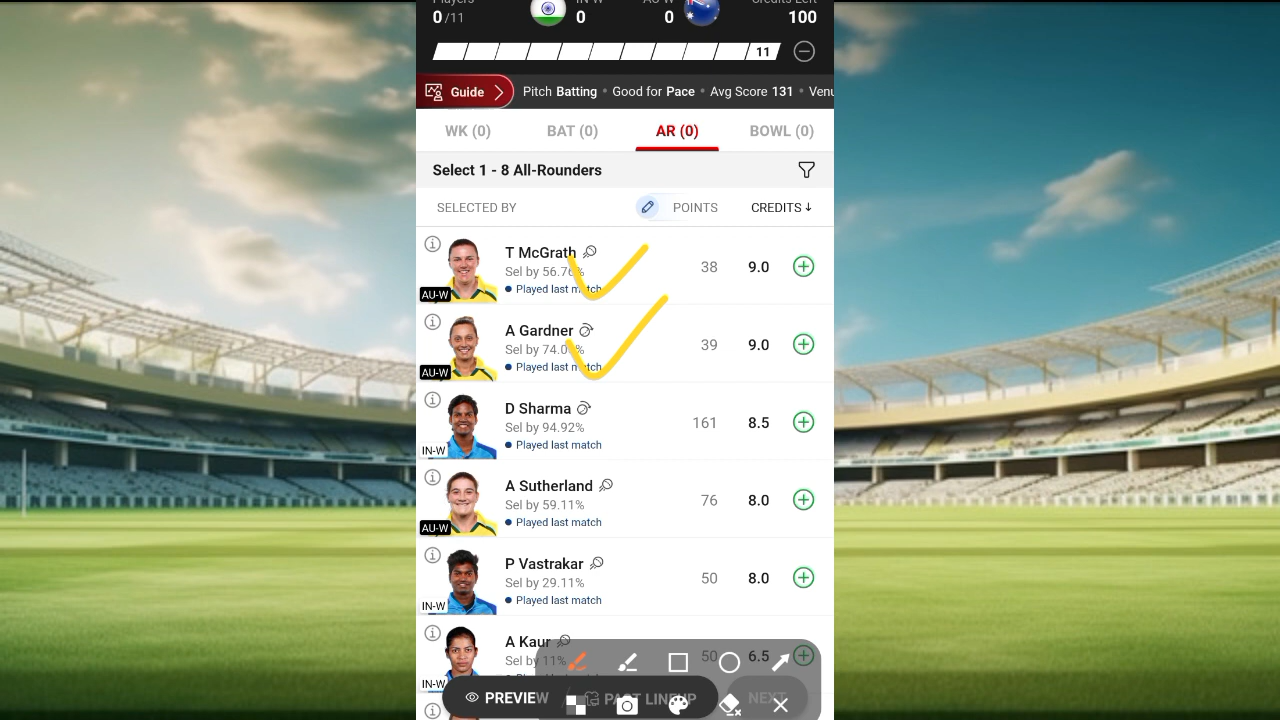 Players IN-W AU-W Credits Left
0/11 0 0 100
11
Guide Pitch Batting • Good for Pace • Avg Score 131 • Venu
WK (0) BAT (0) AR (0) BOWL (0)
Select 1 - 8 All-Rounders
SELECTED BY POINTS CREDITS ↓
T McGrath
Sel by 56.76% 38 9.0
AU-W • Played last match
A Gardner
Sel by 74.0 % 39 9.0
AU-W • Played last match
D Sharma
Sel by 94.92% 161 8.5
IN-W • Played last match
A Sutherland
Sel by 59.11% 76 8.0
AU-W • Played last match
P Vastrakar
Sel by 29.11% 50 8.0
IN-W • Played last match
A Kaur
Sel by 11% 50 6.5
IN-W
PREVIEW / PAST LINEUP NEXT